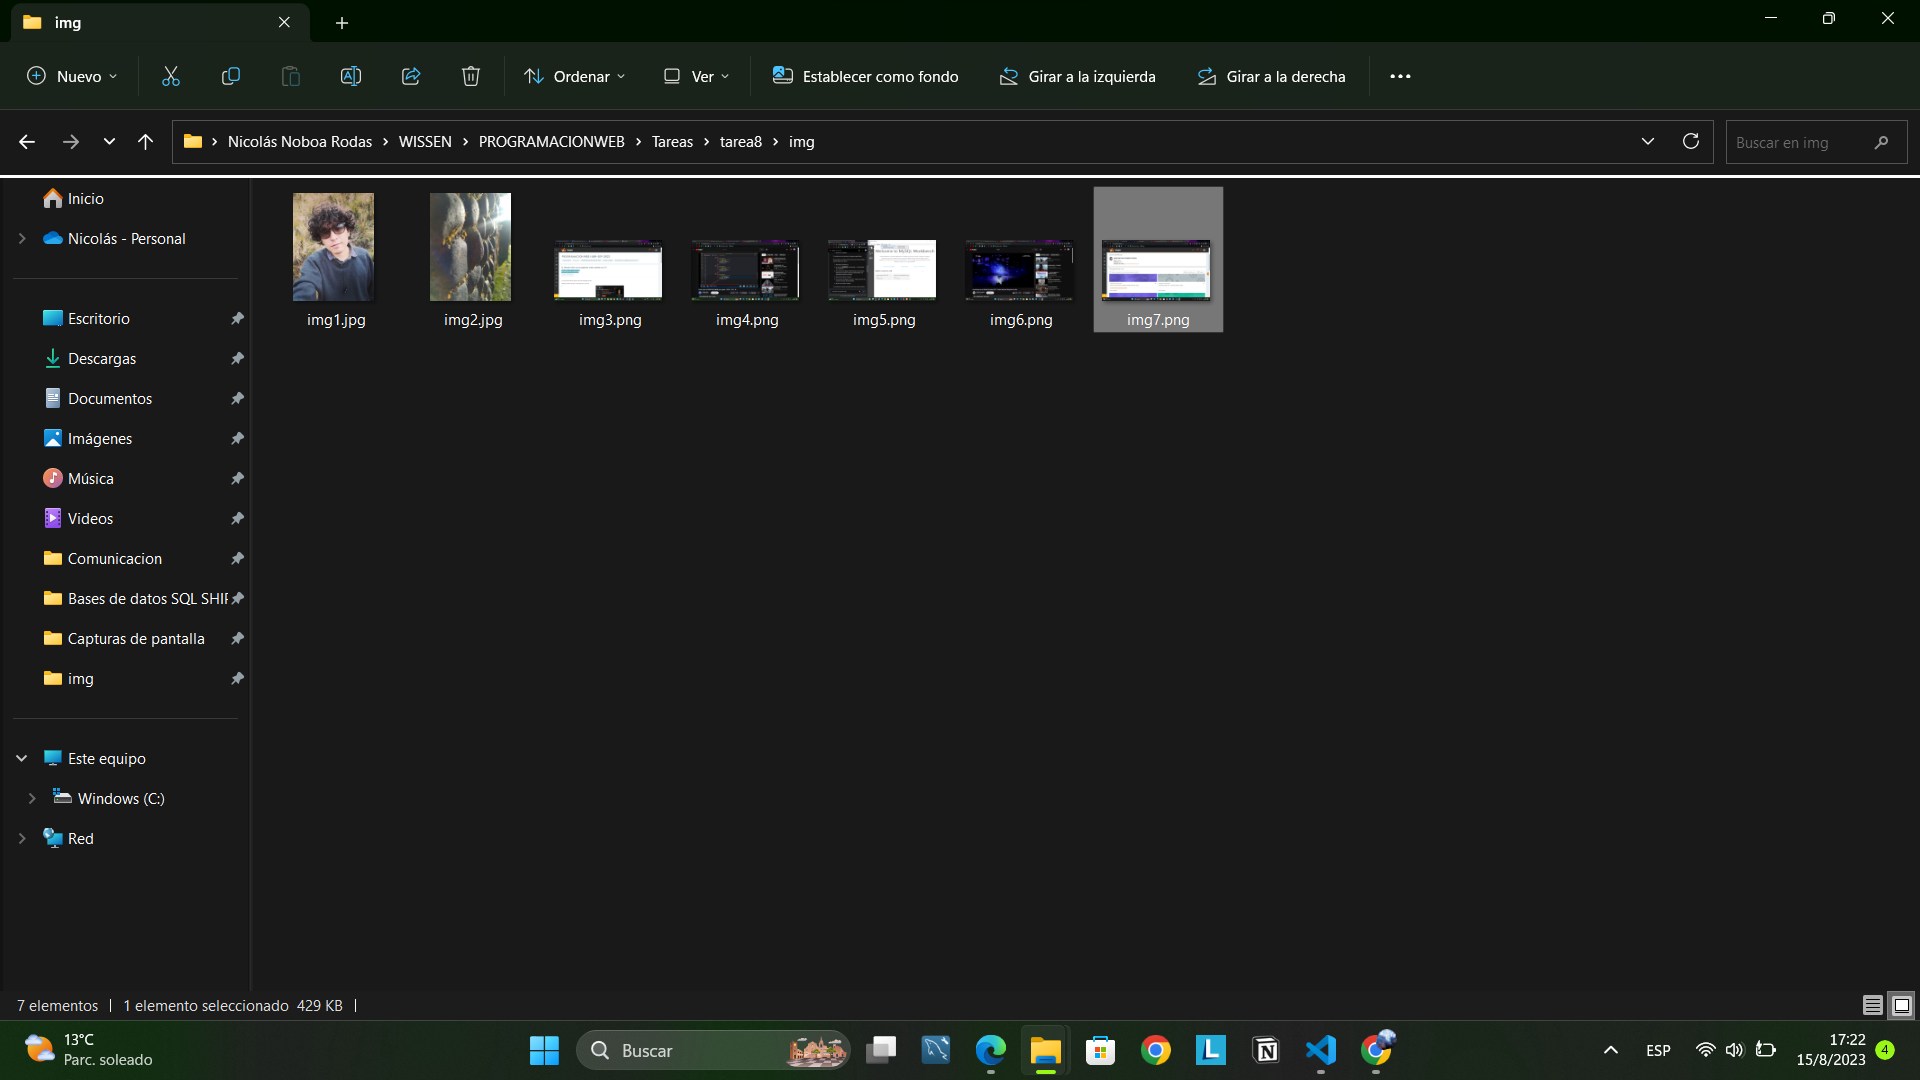 img
Nuevo
Ordenar
Ver
Establecer como fondo
Girar a la izquierda
Girar a la derecha
Nicolás Noboa Rodas > WISSEN > PROGRAMACIONWEB > Tareas > tarea8 > img
Buscar en img
Inicio
Nicolás - Personal
Escritorio
Descargas
Documentos
Imágenes
Música
Videos
Comunicacion
Bases de datos SQL SHIF
Capturas de pantalla
img
Este equipo
Windows (C:)
Red
img1.jpg
img2.jpg
img3.png
img4.png
img5.png
img6.png
img7.png
7 elementos
1 elemento seleccionado 429 KB
13°C
Parc. soleado
Buscar
ESP
17:22
15/8/2023
4